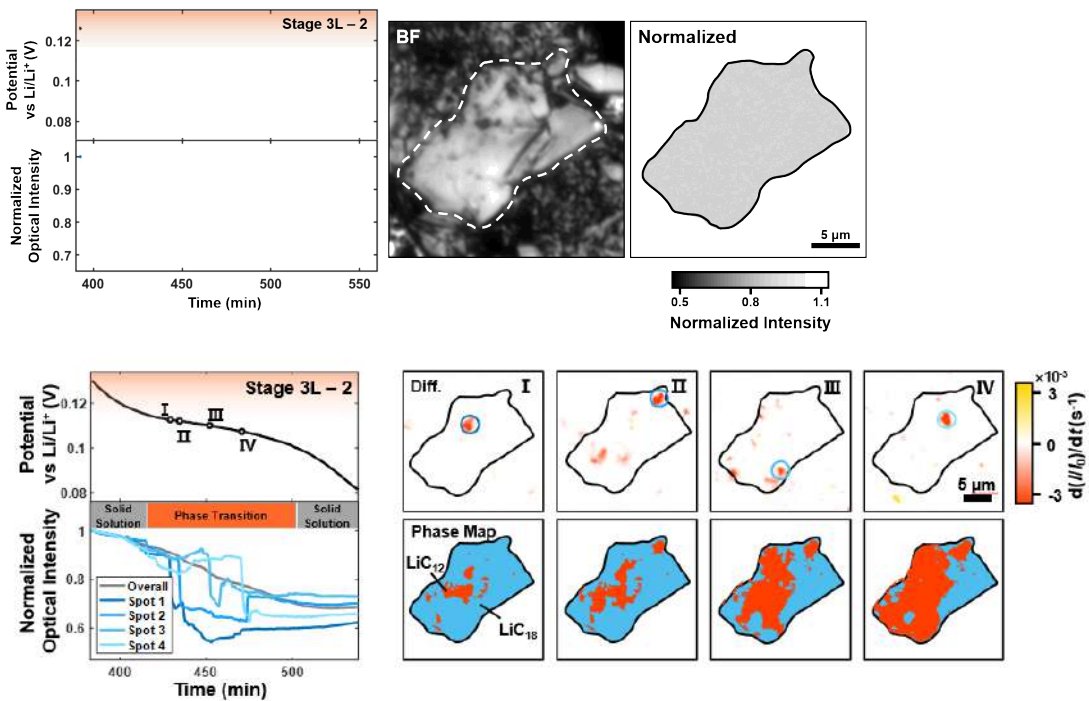 Stage 3L – 2
Potential
vs Li/Li⁺ (V)
0.12
0.1
0.08
Normalized
Optical Intensity
1
0.9
0.8
0.7
400
450
500
550
Time (min)
BF
Normalized
5 µm
0.5
0.8
1.1
Normalized Intensity
Stage 3L – 2
Potential
vs Li/Li⁺ (V)
0.12
0.1
0.08
I
II
III
IV
Solid
Solution
Phase Transition
Solid
Solution
Normalized
Optical Intensity
1
0.8
0.6
Overall
Spot 1
Spot 2
Spot 3
Spot 4
400
450
500
Time (min)
Diff.
I
II
III
IV
5 µm
×10⁻³
3
0
-3
d(I/I₀)/dt (s⁻¹)
Phase Map
LiC₁₂
LiC₁₈